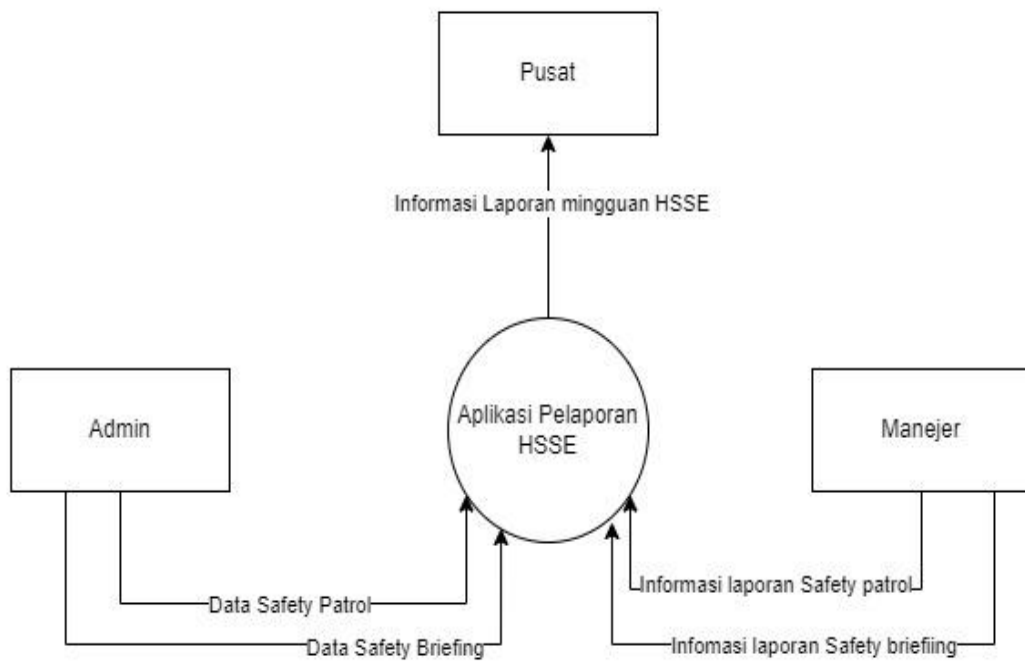 Pusat
Informasi Laporan mingguan HSSE
Admin
Aplikasi Pelaporan
HSSE
Manejer
Data Safety Patrol
Informasi laporan Safety patrol
Data Safety Briefing
Infomasi laporan Safety briefiing